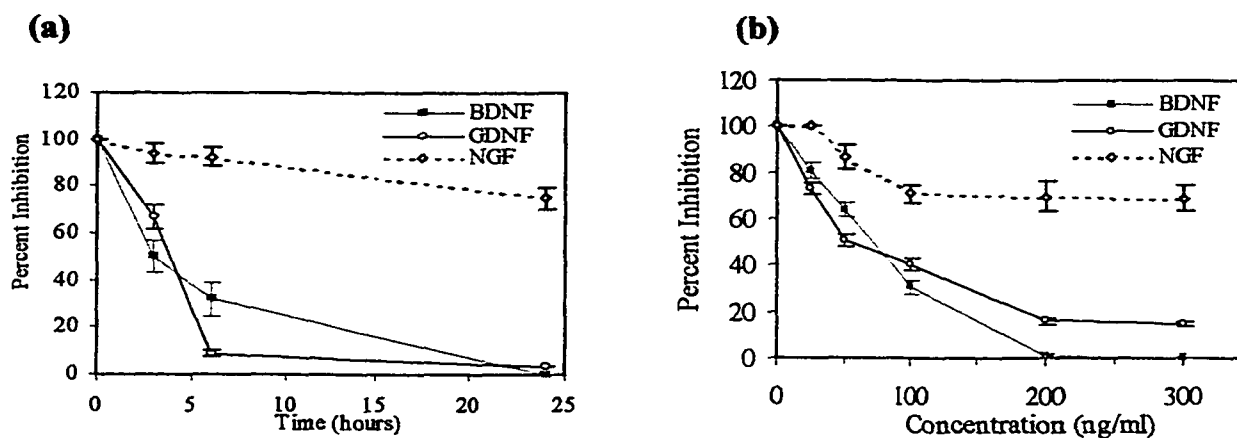 (a)
120
100
80
60
40
20
0
Percent Inhibition
BDNF
GDNF
NGF
0 5 10 15 20 25
Time (hours)
(b)
120
100
80
60
40
20
0
Percent Inhibition
BDNF
GDNF
NGF
0 100 200 300
Concentration (ng/ml)